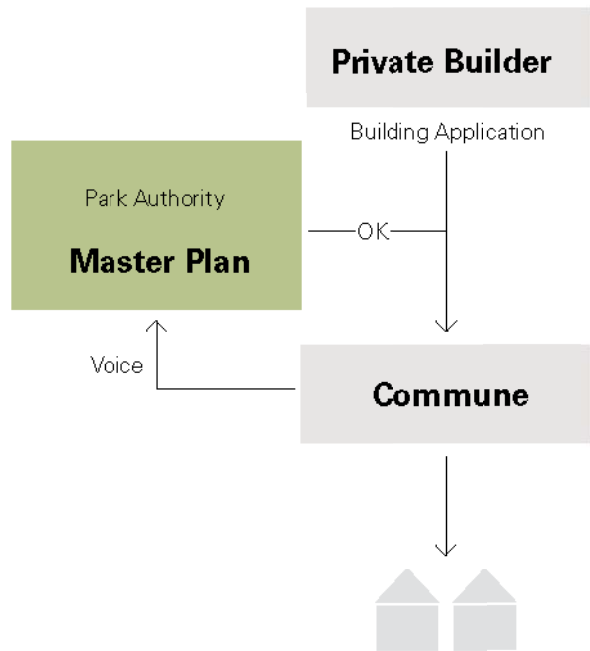 Private Builder
Building Application
Park Authority
Master Plan
OK
Voice
Commune